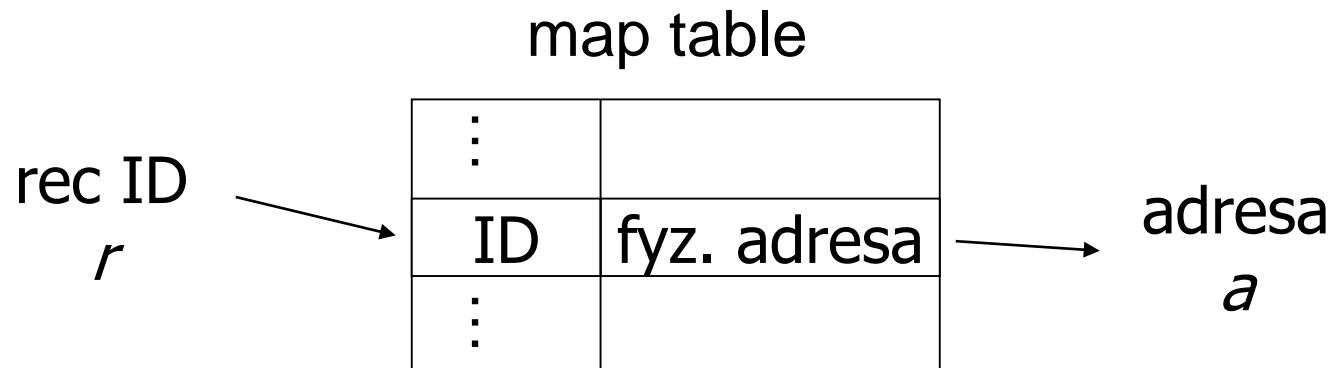 map table
⋮
rec ID
r
ID
fyz. adresa
adresa
a
⋮